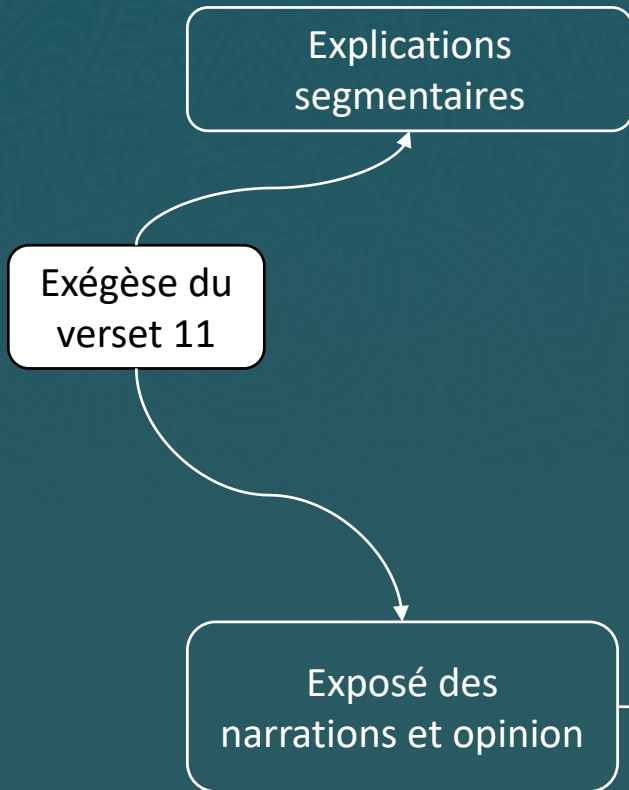 Explications
segmentaires
Exégèse du
verset 11
Exposé des
narrations et opinion